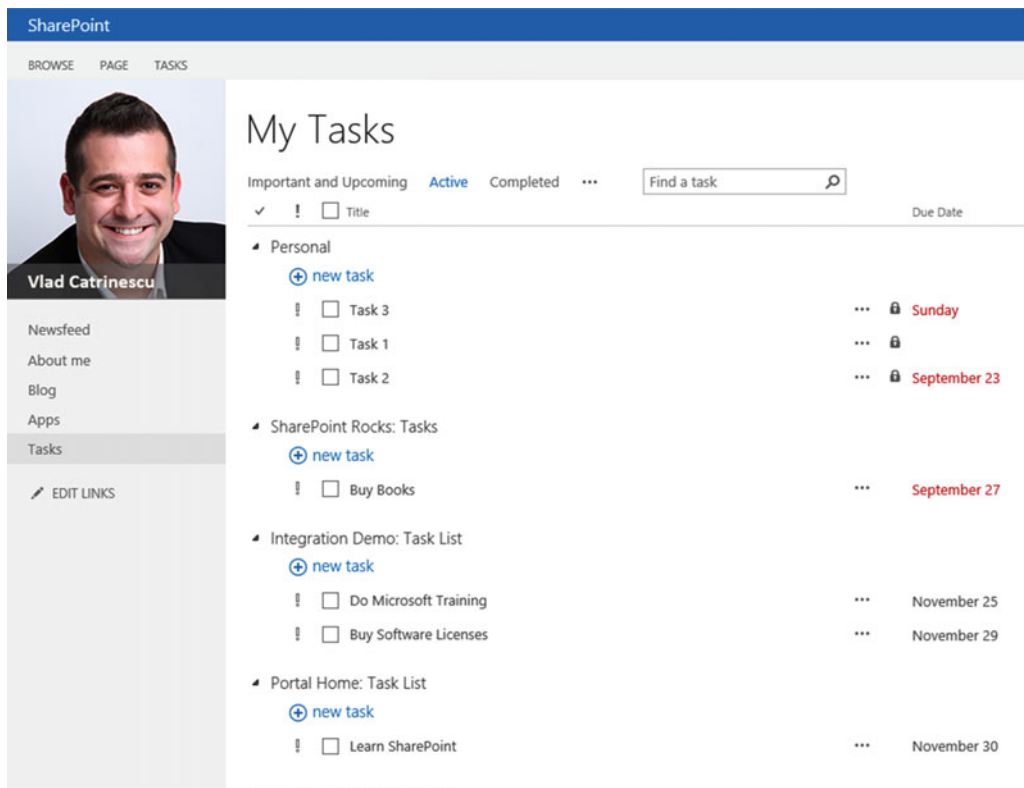 SharePoint
BROWSE PAGE TASKS
Vlad Catrinescu
Newsfeed
About me
Blog
Apps
Tasks
EDIT LINKS
My Tasks
Important and Upcoming Active Completed ••• Find a task
Title Due Date
Personal
new task
Task 3 ••• Sunday
Task 1 •••
Task 2 ••• September 23
SharePoint Rocks: Tasks
new task
Buy Books ••• September 27
Integration Demo: Task List
new task
Do Microsoft Training ••• November 25
Buy Software Licenses ••• November 29
Portal Home: Task List
new task
Learn SharePoint ••• November 30